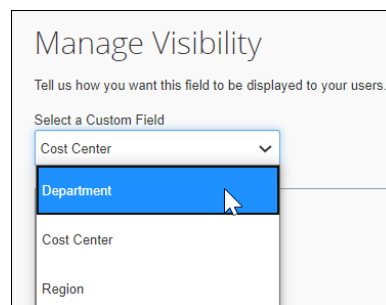 Manage Visibility
Tell us how you want this field to be displayed to your users.
Select a Custom Field
Cost Center
Department
Cost Center
Region